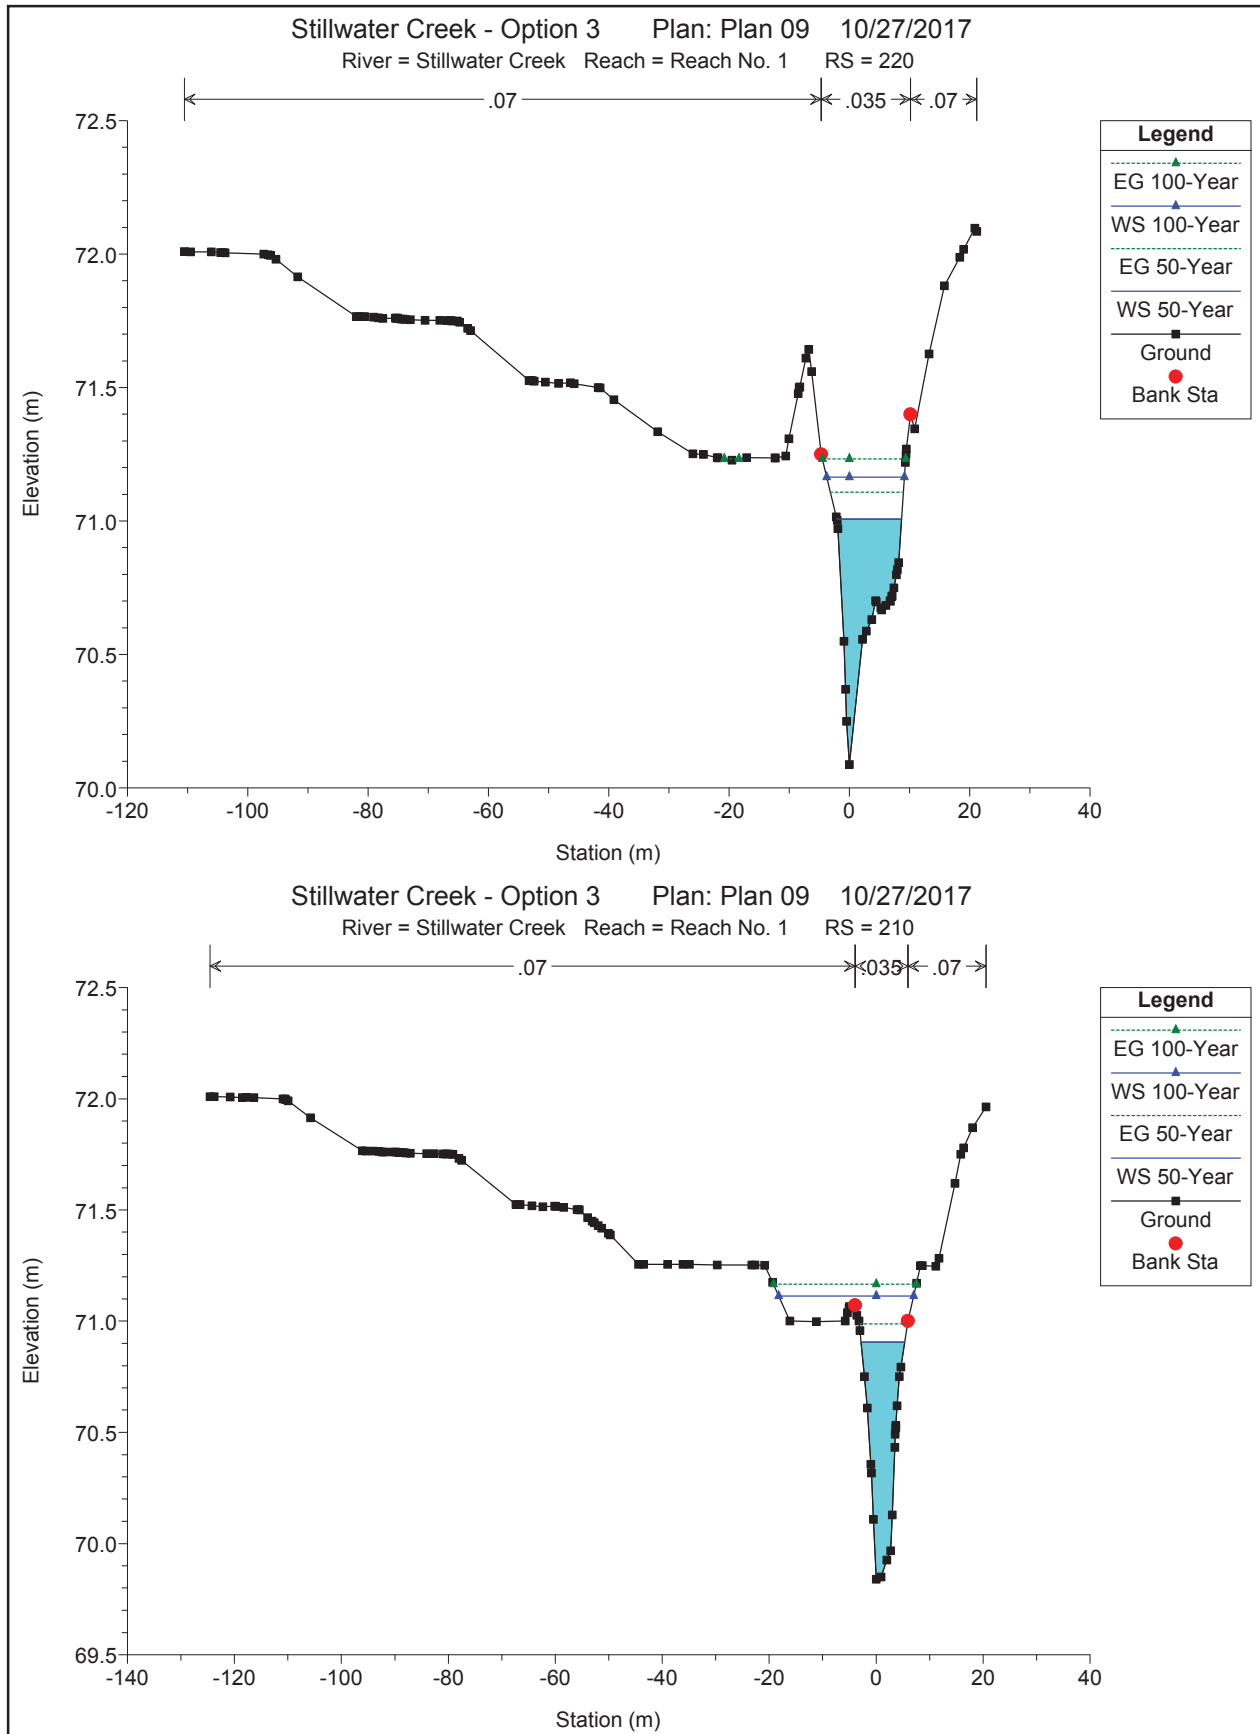 Stillwater Creek - Option 3 Plan: Plan 09 10/27/2017
River = Stillwater Creek Reach = Reach No. 1 RS = 220
.07 .035 .07
72.5
72.0
71.5
71.0
70.5
70.0
-120 -100 -80 -60 -40 -20 0 20 40
Elevation (m)
Station (m)
Legend
EG 100-Year
WS 100-Year
EG 50-Year
WS 50-Year
Ground
Bank Sta
Stillwater Creek - Option 3 Plan: Plan 09 10/27/2017
River = Stillwater Creek Reach = Reach No. 1 RS = 210
.07 .035 .07
72.5
72.0
71.5
71.0
70.5
70.0
69.5
-140 -120 -100 -80 -60 -40 -20 0 20 40
Elevation (m)
Station (m)
Legend
EG 100-Year
WS 100-Year
EG 50-Year
WS 50-Year
Ground
Bank Sta